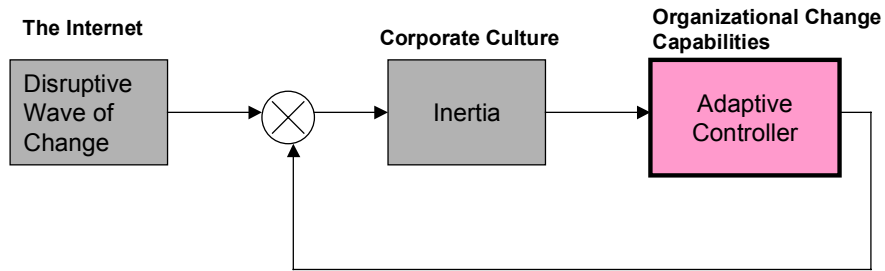 The Internet
Disruptive
Wave of
Change
Corporate Culture
Inertia
Organizational Change
Capabilities
Adaptive
Controller